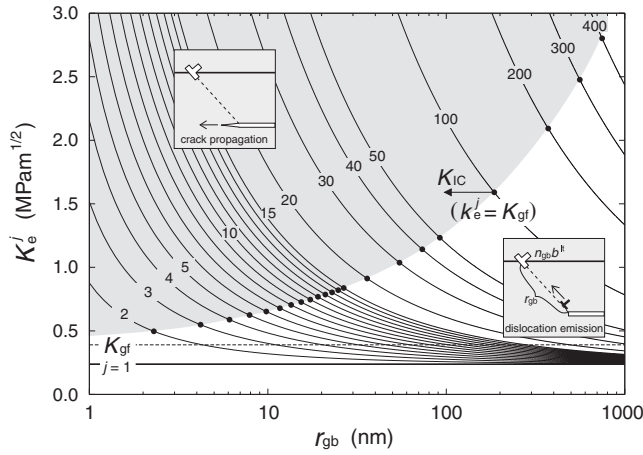 3.0
2.5
2.0
1.5
1.0
0.5
0.0
K_e^j (MPam^1/2)
400
300
200
100
50
40
30
20
15
10
5
4
3
2
crack propagation
K_IC
(k_e^j = K_gf)
n_gb b
r_gb
dislocation emission
K_gf
j = 1
1
10
100
1000
r_gb (nm)